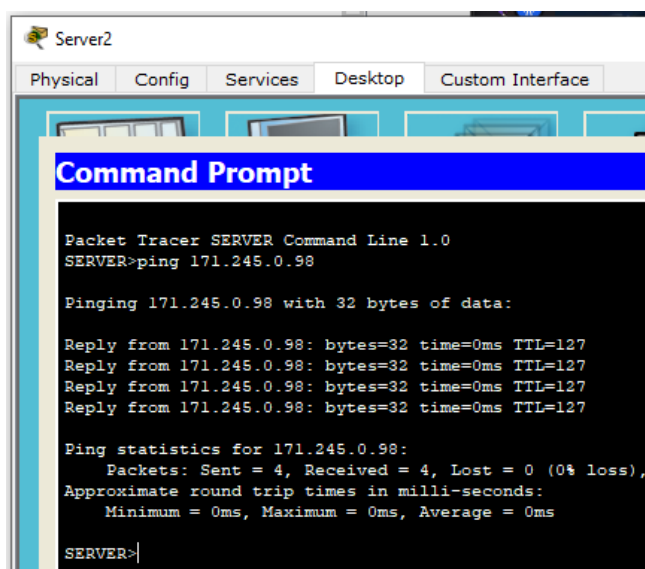 Server2
Physical Config Services Desktop Custom Interface
Command Prompt
Packet Tracer SERVER Command Line 1.0
SERVER>ping 171.245.0.98
Pinging 171.245.0.98 with 32 bytes of data:
Reply from 171.245.0.98: bytes=32 time=0ms TTL=127
Reply from 171.245.0.98: bytes=32 time=0ms TTL=127
Reply from 171.245.0.98: bytes=32 time=0ms TTL=127
Reply from 171.245.0.98: bytes=32 time=0ms TTL=127
Ping statistics for 171.245.0.98:
Packets: Sent = 4, Received = 4, Lost = 0 (0% loss),
Approximate round trip times in milli-seconds:
Minimum = 0ms, Maximum = 0ms, Average = 0ms
SERVER>